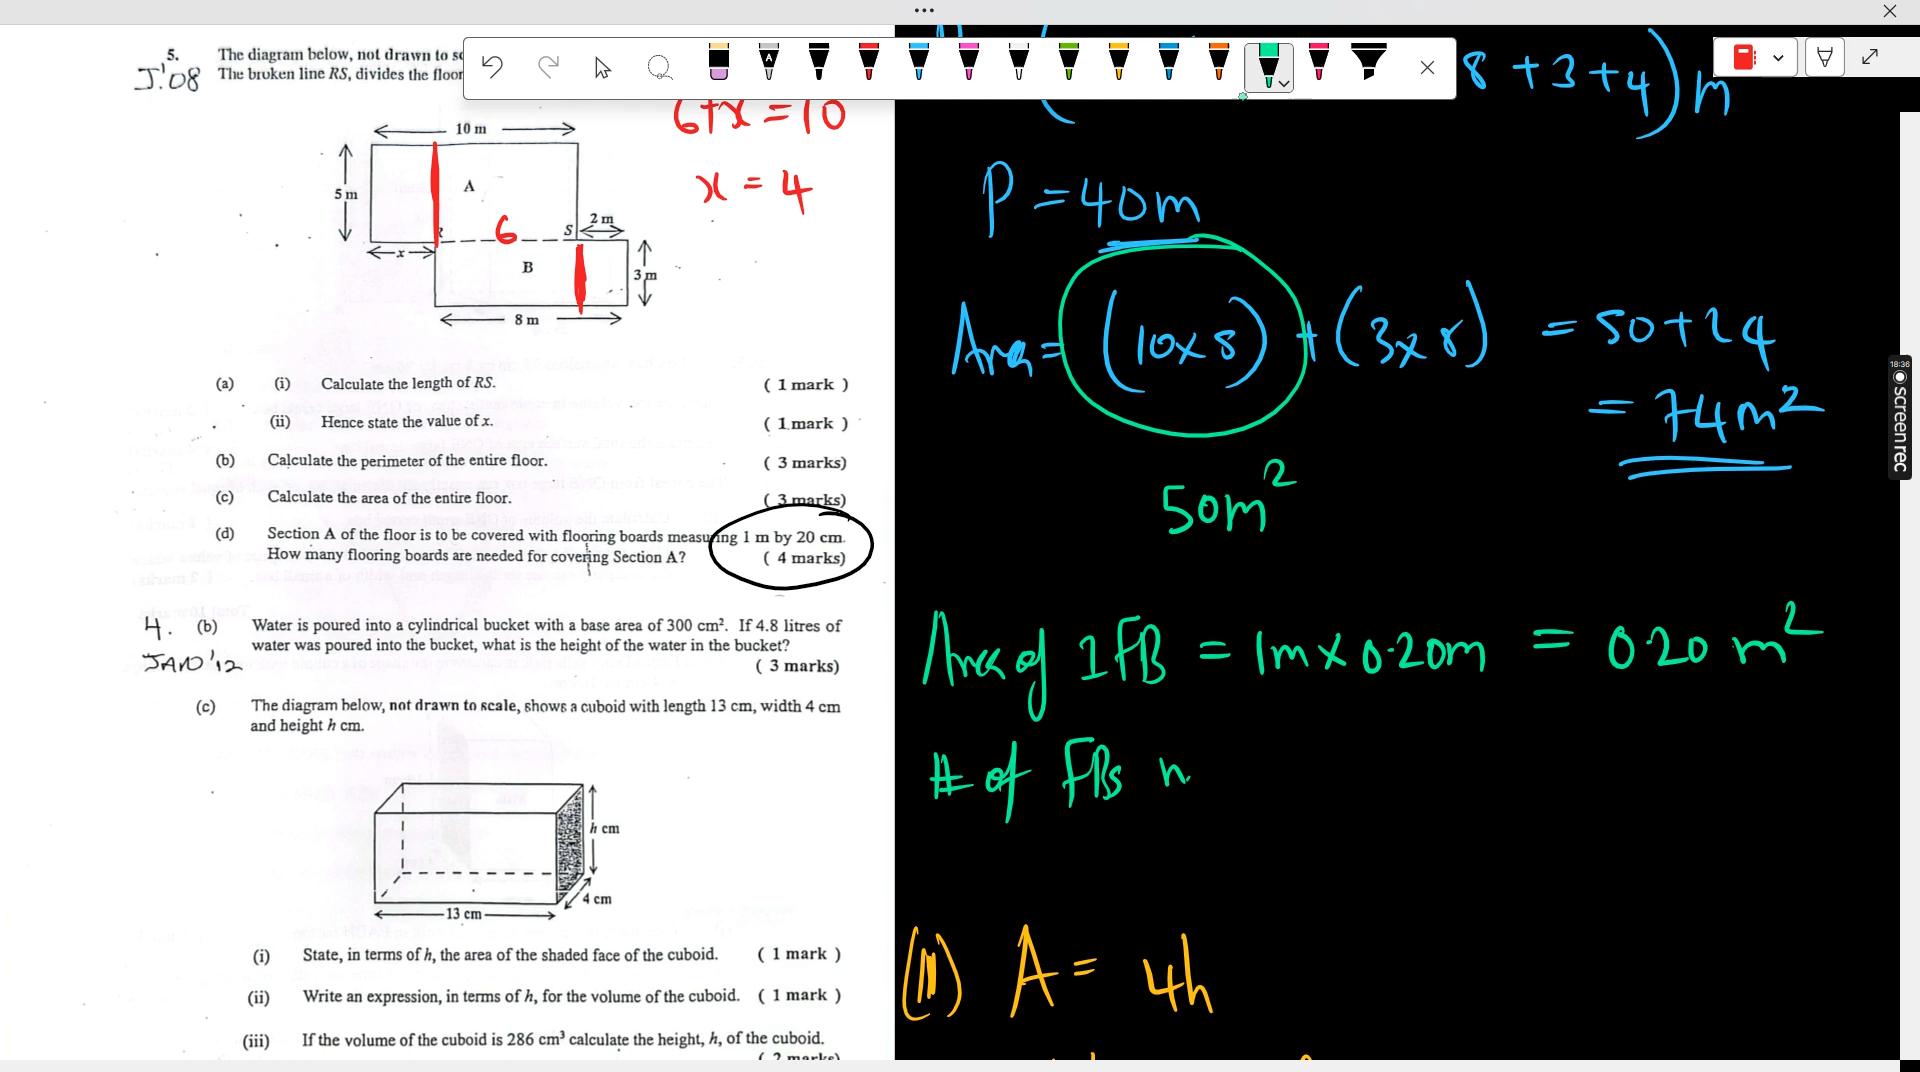 5. The diagram below, not drawn to sc
J'08 The broken line RS, divides the floor
6+x=10
x = 4
10 m
5 m
A
6
S
2 m
x
B
3 m
8 m
(a) (i) Calculate the length of RS. ( 1 mark )
(ii) Hence state the value of x. ( 1 mark )
(b) Calculate the perimeter of the entire floor. ( 3 marks)
(c) Calculate the area of the entire floor. ( 3 marks)
(d) Section A of the floor is to be covered with flooring boards measuring 1 m by 20 cm.
How many flooring boards are needed for covering Section A? ( 4 marks)
4. (b) Water is poured into a cylindrical bucket with a base area of 300 cm². If 4.8 litres of
JAN'12 water was poured into the bucket, what is the height of the water in the bucket?
( 3 marks)
(c) The diagram below, not drawn to scale, shows a cuboid with length 13 cm, width 4 cm
and height h cm.
h cm
4 cm
13 cm
(i) State, in terms of h, the area of the shaded face of the cuboid. ( 1 mark )
(ii) Write an expression, in terms of h, for the volume of the cuboid. ( 1 mark )
(iii) If the volume of the cuboid is 286 cm³ calculate the height, h, of the cuboid.
8 +3+4) m
P = 40m
Area = (10x8) + (3x8) = 50+24
= 74m²
50m²
Area of 1 FB = 1m x 0.20m = 0.20 m²
# of FBs n
A = 4h
18:36
screenrec